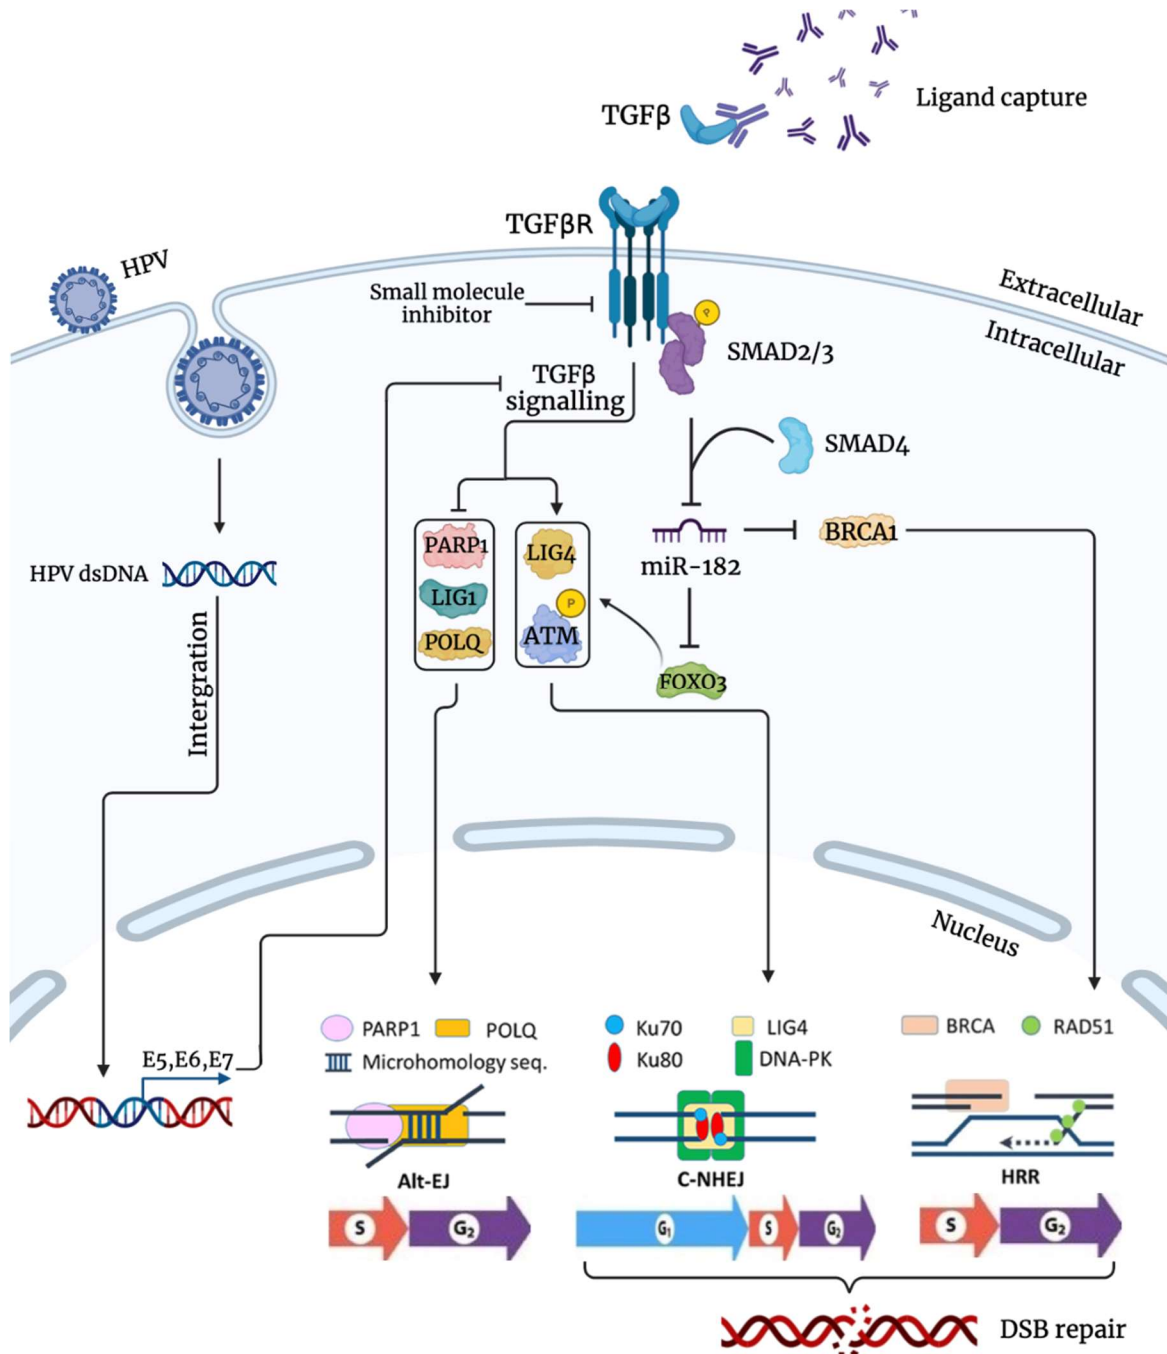 Ligand capture
TGFβ
TGFβR
HPV
Extracellular
Intracellular
Small molecule
inhibitor
P
SMAD2/3
TGFβ
signalling
SMAD4
PARP1
LIG1
POLQ
LIG4
P
ATM
miR-182
BRCA1
FOXO3
HPV dsDNA
Intergration
Nucleus
E5,E6,E7
PARP1
POLQ
Microhomology seq.
Ku70
LIG4
Ku80
DNA-PK
BRCA
RAD51
Alt-EJ
C-NHEJ
HRR
S
G₂
G₁
S
G₂
S
G₂
DSB repair